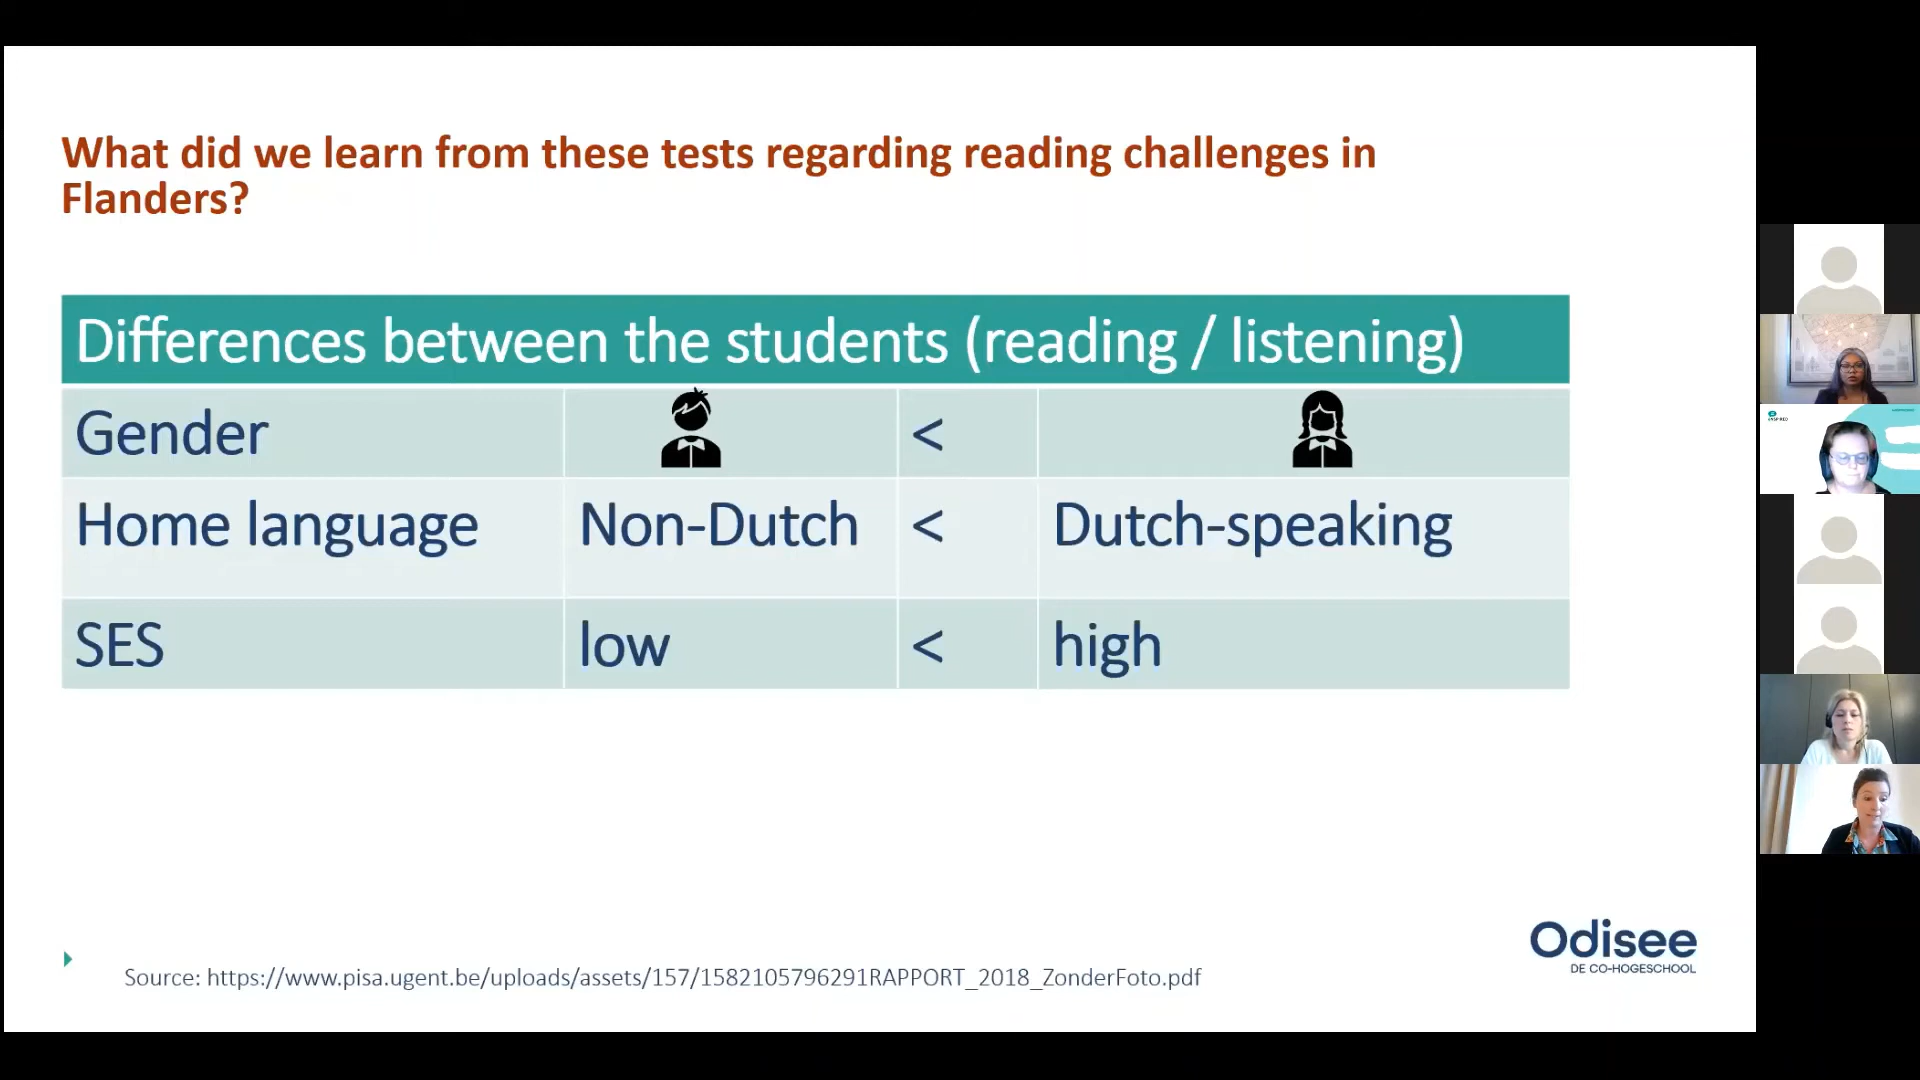 What did we learn from these tests regarding reading challenges in
Flanders?
Differences between the students (reading / listening)
Gender <
Home language Non-Dutch < Dutch-speaking
SES low < high
Odisee
DE CO-HOGESCHOOL
Source: https://www.pisa.ugent.be/uploads/assets/157/1582105796291RAPPORT_2018_ZonderFoto.pdf